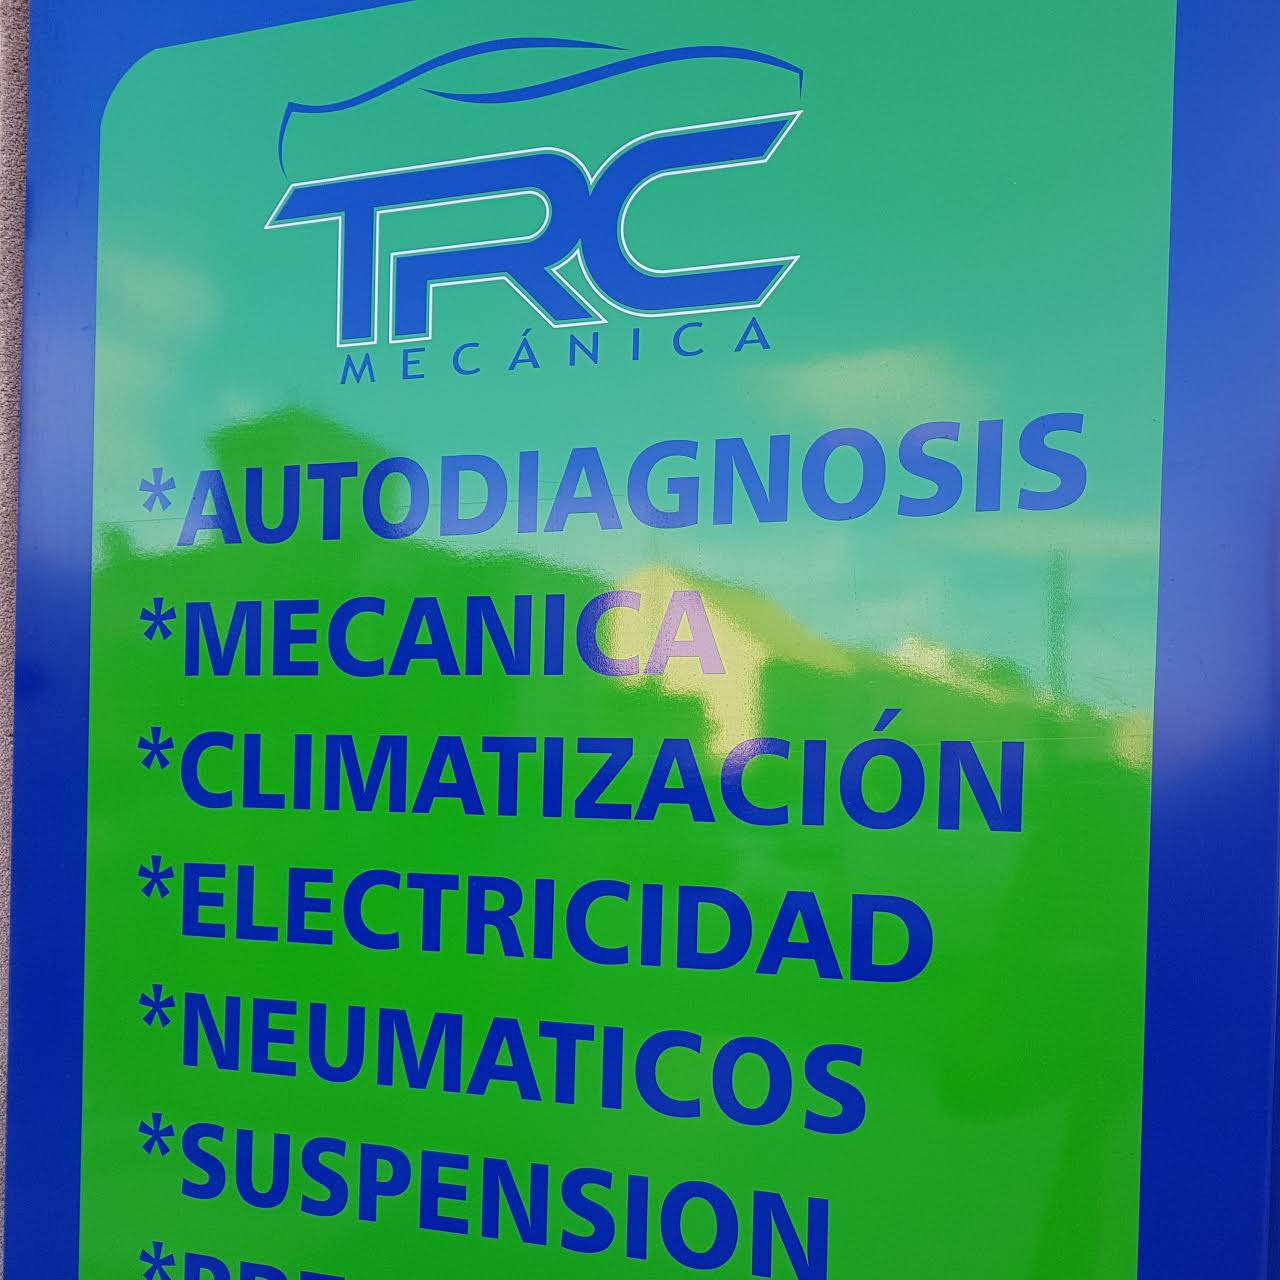 TRC
MECÁNICA
*AUTODIAGNOSIS
*MECANICA
*CLIMATIZACIÓN
*ELECTRICIDAD
*NEUMATICOS
*SUSPENSION